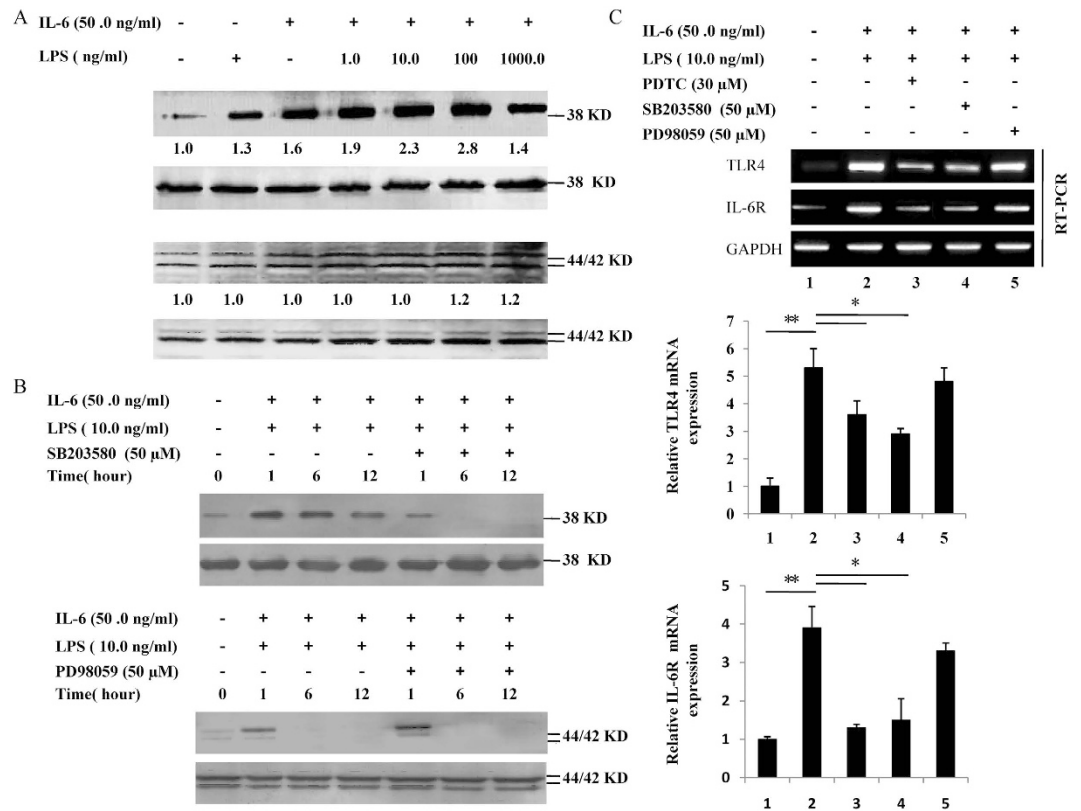 A
IL-6 (50 .0 ng/ml) - - + + + + +
LPS ( ng/ml) - + - 1.0 10.0 100 1000.0
38 KD
1.0 1.3 1.6 1.9 2.3 2.8 1.4
38 KD
44/42 KD
1.0 1.0 1.0 1.0 1.0 1.2 1.2
44/42 KD
B
IL-6 (50 .0 ng/ml) - + + + + + +
LPS ( 10.0 ng/ml) - + + + + + +
SB203580 (50 µM) - - - - + + +
Time( hour) 0 1 6 12 1 6 12
38 KD
38 KD
IL-6 (50 .0 ng/ml) - + + + + + +
LPS ( 10.0 ng/ml) - + + + + + +
PD98059 (50 µM) - - - - + + +
Time( hour) 0 1 6 12 1 6 12
44/42 KD
44/42 KD
C
IL-6 (50 .0 ng/ml) - + + + +
LPS ( 10.0 ng/ml) - + + + +
PDTC (30 µM) - - + - -
SB203580 (50 µM) - - - + -
PD98059 (50 µM) - - - - +
TLR4
IL-6R
GAPDH
RT-PCR
1 2 3 4 5
Relative TLR4 mRNA
expression
7
6
5
4
3
2
1
0
** *
1 2 3 4 5
Relative IL-6R mRNA
expression
5
4
3
2
1
0
** *
1 2 3 4 5